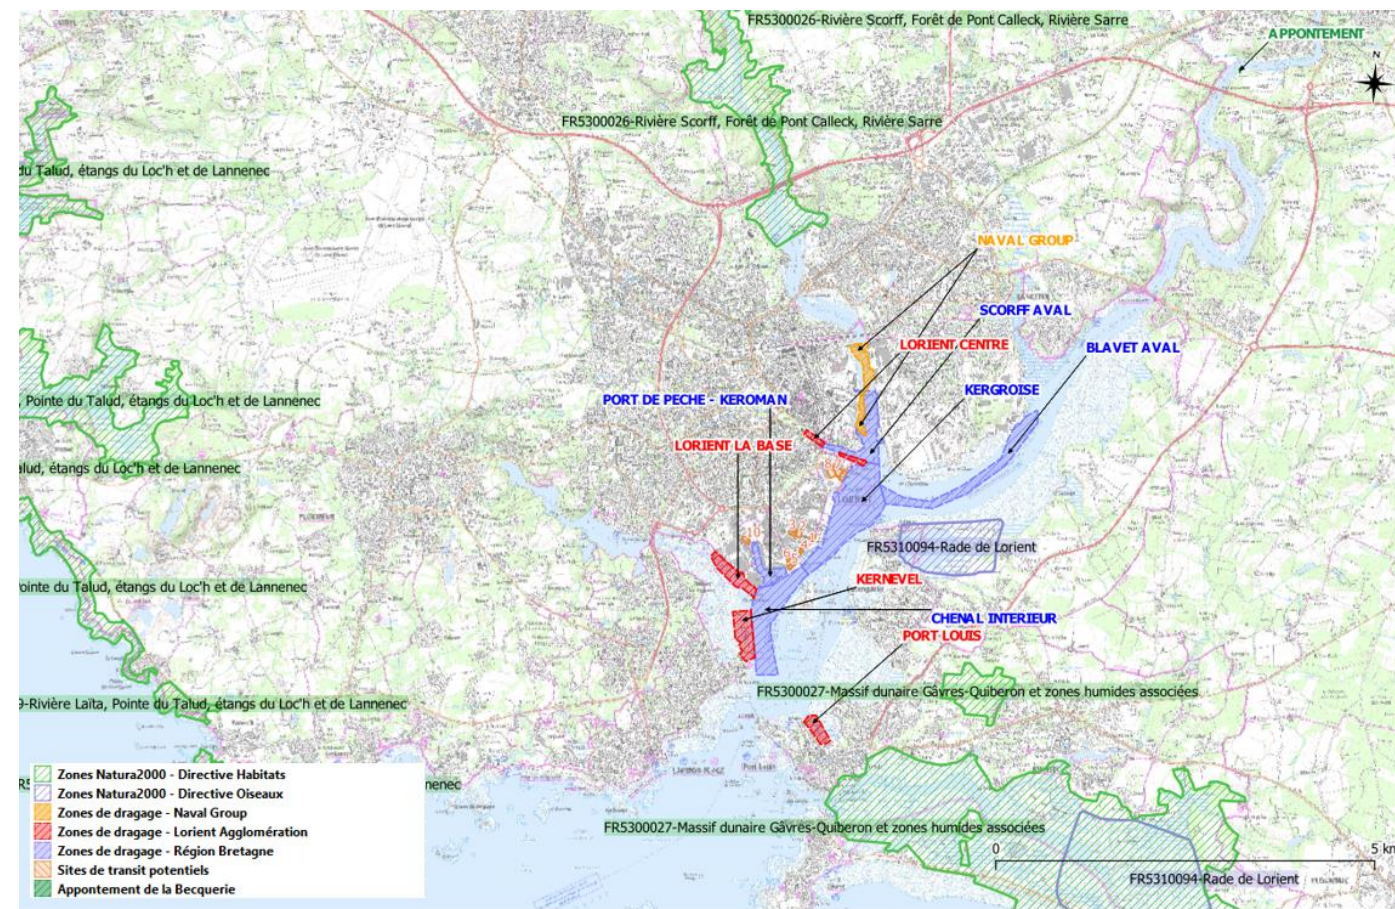 FR5300026-Rivière Scorff, Forêt de Pont Calleck, Rivière Sarre
APPONTEMENT
N
FR5300026-Rivière Scorff, Forêt de Pont Calleck, Rivière Sarre
du Talud, étangs du Loc'h et de Lannenec
NAVAL GROUP
SCORFF AVAL
LORIENT CENTRE
BLAVET AVAL
KERGROISE
PORT DE PECHE - KEROMAN
, Pointe du Talud, étangs du Loc'h et de Lannenec
LORIENT LA BASE
alud, étangs du Loc'h et de Lannenec
FR5310094-Rade de Lorient
KERNEVEL
Pointe du Talud, étangs du Loc'h et de Lannenec
CHENAL INTERIEUR
PORT LOUIS
FR5300027-Massif dunaire Gâvres-Quiberon et zones humides associées
9-Rivière Laïta, Pointe du Talud, étangs du Loc'h et de Lannenec
Port Louis
Zones Natura2000 - Directive Habitats
nenec
Zones Natura2000 - Directive Oiseaux
Zones de dragage - Naval Group
Zones de dragage - Lorient Agglomération
FR5300027-Massif dunaire Gâvres-Quiberon et zones humides associées
Zones de dragage - Région Bretagne
0
5 km
Sites de transit potentiels
FR5310094-Rade de Lorient
Appontement de la Becquerie